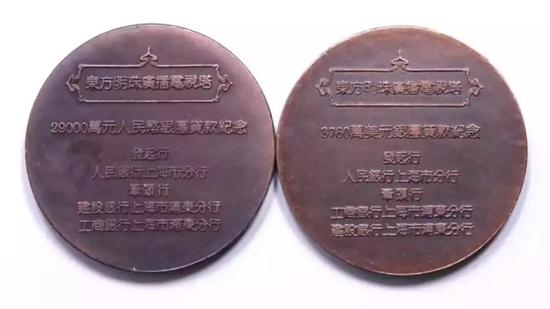 東方明珠廣播電視塔
29000萬元人民幣銀團貸款紀念
發起行
人民銀行上海市分行
牽頭行
建設銀行上海市浦東分行
工商銀行上海市浦東分行
東方明珠廣播電視塔
3760萬美元銀團貸款紀念
發起行
人民銀行上海市分行
牽頭行
工商銀行上海市浦東分行
建設銀行上海市浦東分行